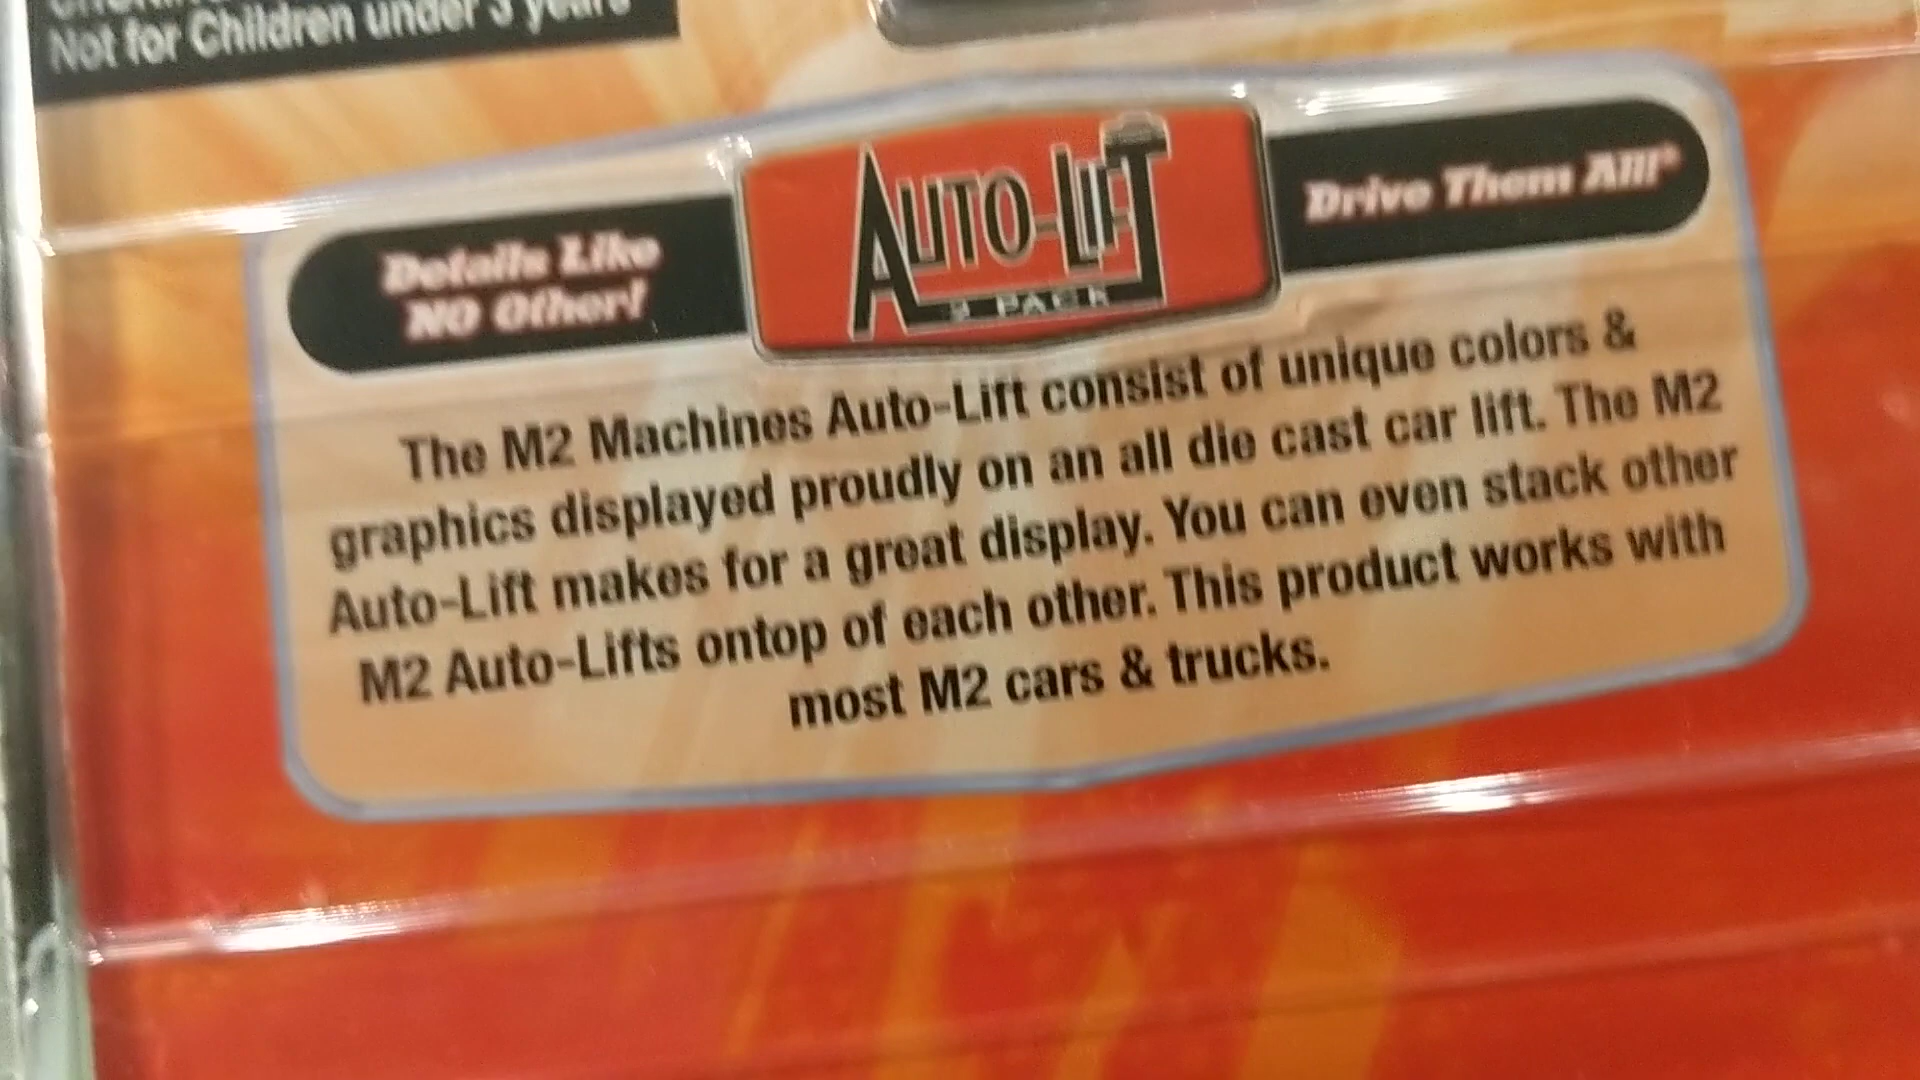 Not for Children under 3 years
Details Like
NO Other!
AUTO-LIFT
PACK
Drive Them All!
The M2 Machines Auto-Lift consist of unique colors &
graphics displayed proudly on an all die cast car lift. The M2
Auto-Lift makes for a great display. You can even stack other
M2 Auto-Lifts ontop of each other. This product works with
most M2 cars & trucks.